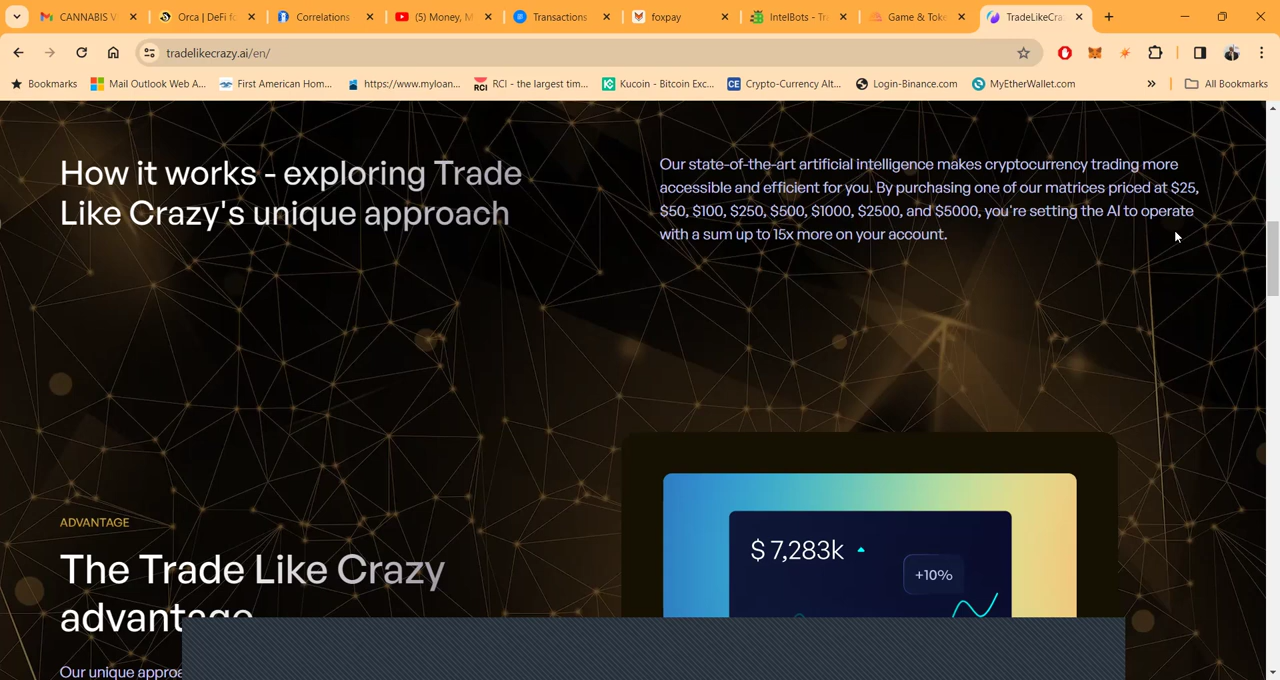 CANNABIS V
Orca | DeFi fo
Correlations
(5) Money, M
Transactions
foxpay
IntelBots - Tr
Game & Toke
TradeLikeCra
tradelikecrazy.ai/en/
Bookmarks
Mail Outlook Web A...
First American Hom...
https://www.myloan...
RCI - the largest tim...
Kucoin - Bitcoin Exc...
Crypto-Currency Alt...
Login-Binance.com
MyEtherWallet.com
»
All Bookmarks
How it works - exploring Trade
Like Crazy's unique approach
Our state-of-the-art artificial intelligence makes cryptocurrency trading more
accessible and efficient for you. By purchasing one of our matrices priced at $25,
$50, $100, $250, $500, $1000, $2500, and $5000, you're setting the AI to operate
with a sum up to 15x more on your account.
ADVANTAGE
The Trade Like Crazy
advantage
$ 7,283k
+10%
Our unique approa